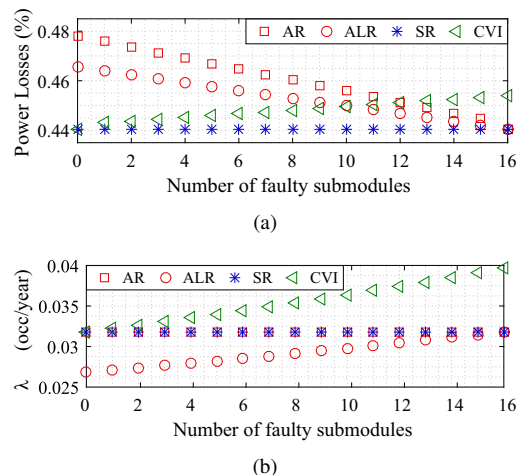 AR ALR SR CVI
Power Losses (%)
0.48
0.46
0.44
0 2 4 6 8 10 12 14 16
Number of faulty submodules
(a)
AR ALR SR CVI
λ (occ/year)
0.04
0.035
0.03
0.025
0 2 4 6 8 10 12 14 16
Number of faulty submodules
(b)